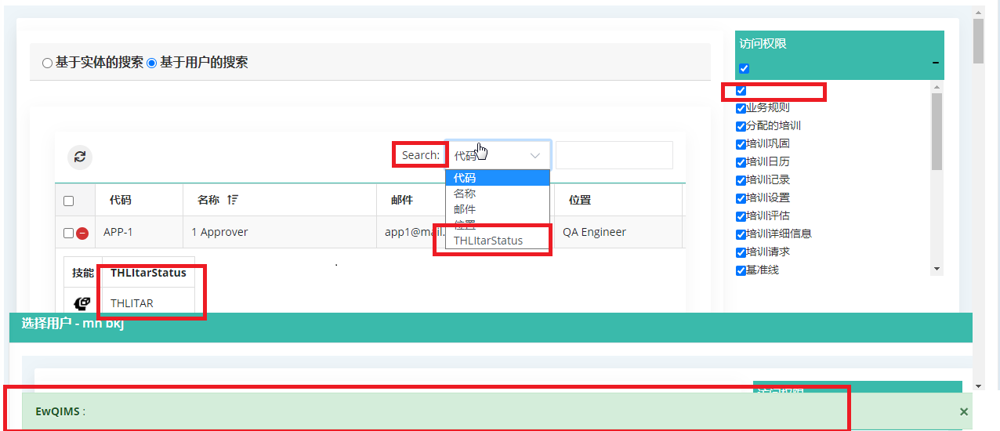 访问权限
基于实体的搜索 基于用户的搜索
业务规则
分配的培训
培训巩固
培训日历
培训记录
培训设置
培训评估
培训详细信息
培训请求
基准线
Search: 代码
代码
名称
邮件
位置
THLItarStatus
代码 名称 邮件 位置
APP-1 1 Approver app1@mail. QA Engineer
技能 THLItarStatus
THLITAR
选择用户 - mn bkj
访问权限
EwQIMS :